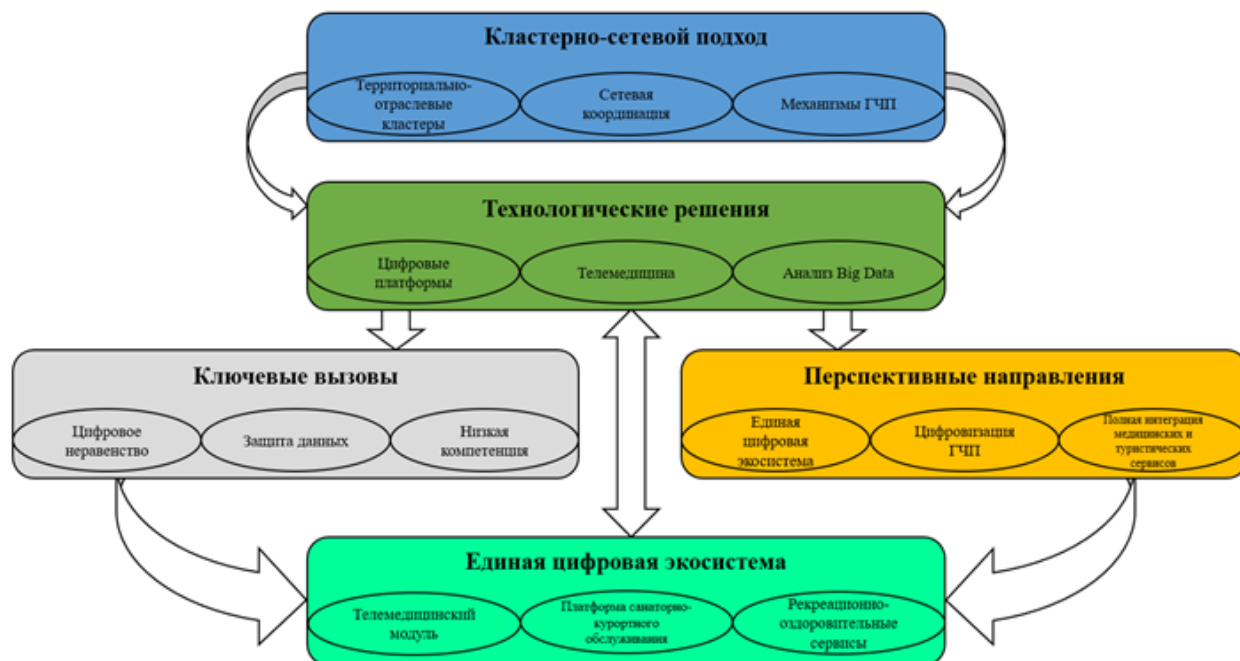 Кластерно-сетевой подход
Территориально-
отраслевые
кластеры
Сетевая
координация
Механизмы ГЧП
Технологические решения
Цифровые
платформы
Телемедицина
Анализ Big Data
Ключевые вызовы
Цифровое
неравенство
Защита данных
Низкая
компетенция
Перспективные направления
Единая
цифровая
экосистема
Цифровизация
ГЧП
Полная интеграция
медицинских и
туристических
сервисов
Единая цифровая экосистема
Телемедицинский
модуль
Платформа санаторно-
курортного
обслуживания
Рекреационно-
оздоровительные
сервисы